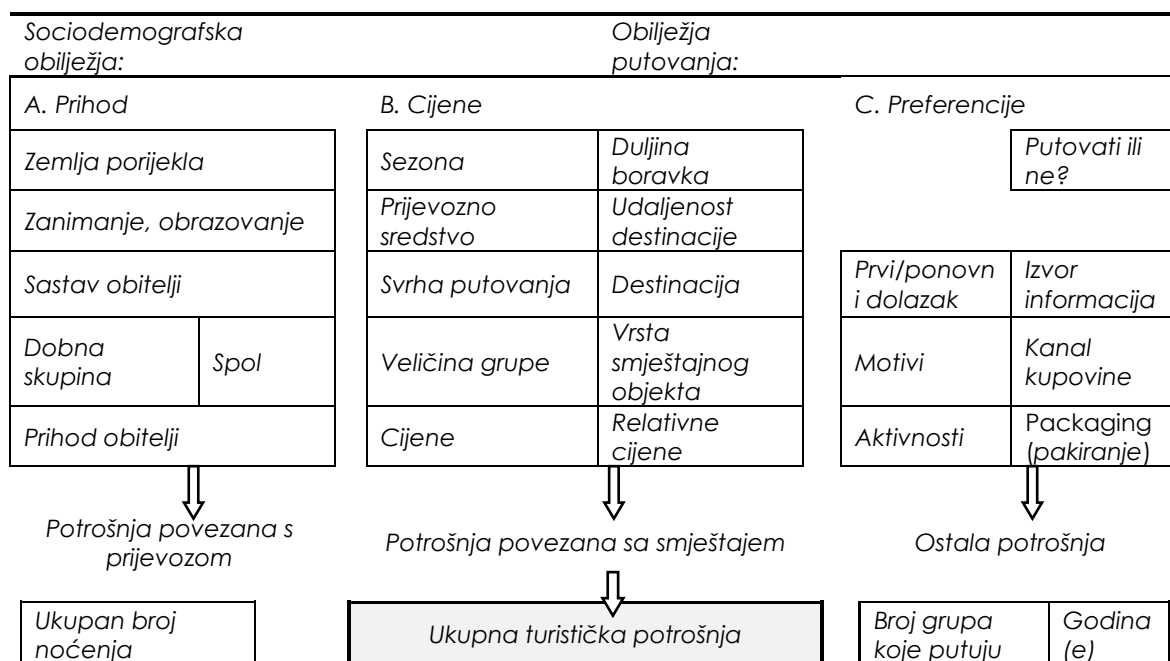 Sociodemografska
obilježja:
Obilježja
putovanja:
A. Prihod
B. Cijene
C. Preferencije
Zemlja porijekla
Sezona
Duljina
boravka
Putovati ili
ne?
Zanimanje, obrazovanje
Prijevozno
sredstvo
Udaljenost
destinacije
Sastav obitelji
Svrha putovanja
Destinacija
Prvi/ponovn
i dolazak
Izvor
informacija
Dobna
skupina
Spol
Veličina grupe
Vrsta
smještajnog
objekta
Motivi
Kanal
kupovine
Prihod obitelji
Cijene
Relativne
cijene
Aktivnosti
Packaging
(pakiranje)
Potrošnja povezana s
prijevozom
Potrošnja povezana sa smještajem
Ostala potrošnja
Ukupan broj
noćenja
Ukupna turistička potrošnja
Broj grupa
koje putuju
Godina
(e)